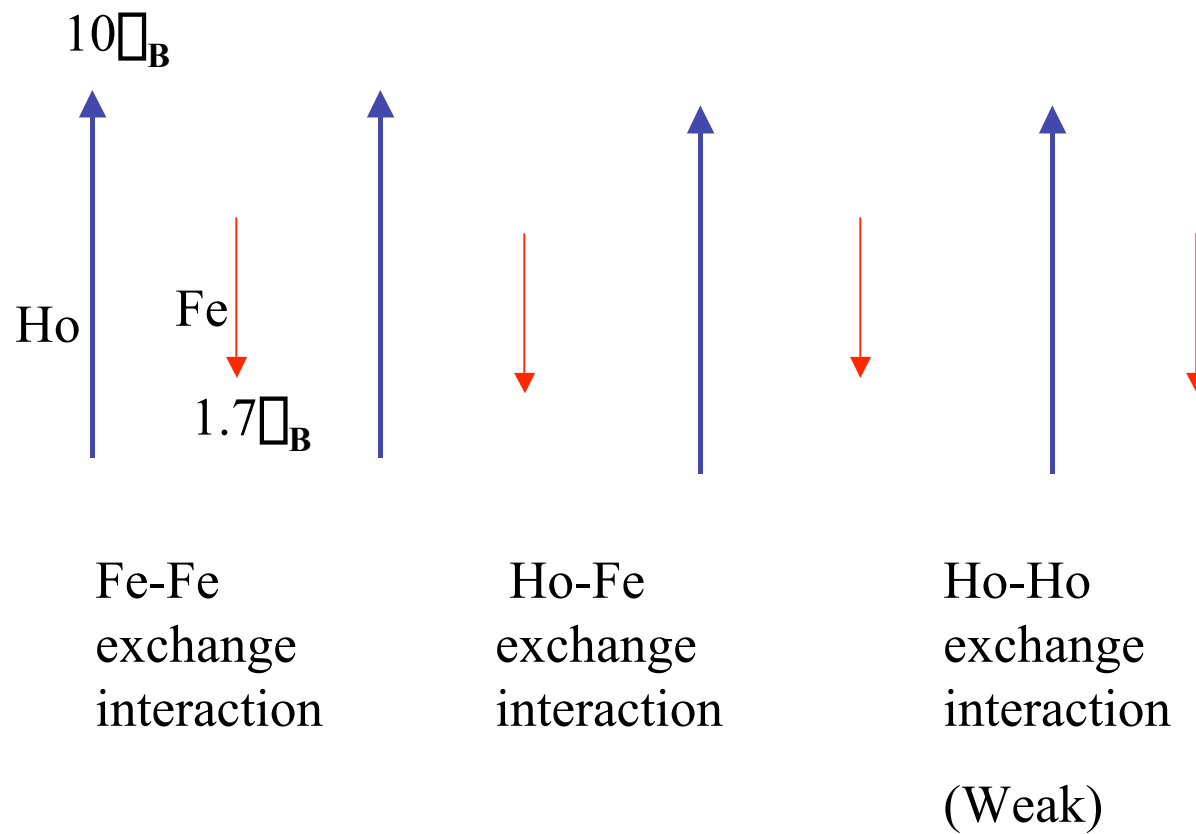 10▯B
Ho
Fe
1.7▯B
Fe-Fe
exchange
interaction
Ho-Fe
exchange
interaction
Ho-Ho
exchange
interaction
(Weak)